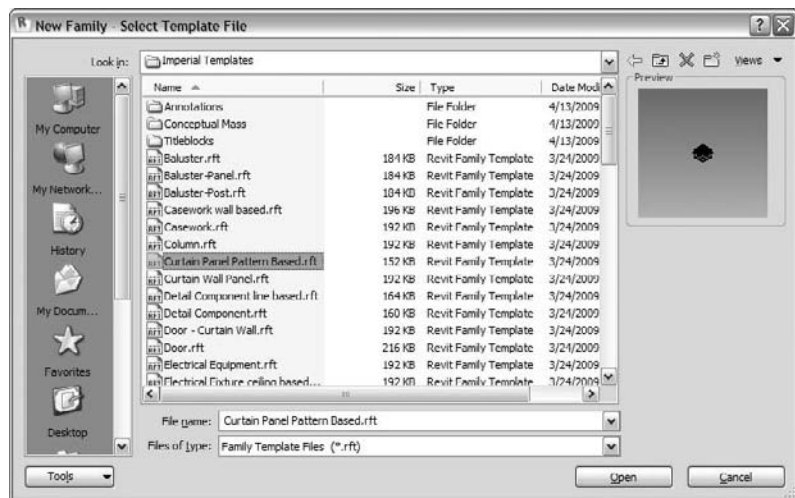 New Family - Select Template File
Look in: Imperial Templates Views
Name Size Type Date Modi
Preview
Annotations File Folder 4/13/2009
Conceptual Mass File Folder 4/13/2009
Titleblocks File Folder 4/13/2009
Baluster.rft 184 KB Revit Family Template 3/24/2009
Baluster-Panel.rft 184 KB Revit Family Template 3/24/2009
Baluster-Post.rft 184 KB Revit Family Template 3/24/2009
Casework wall based.rft 196 KB Revit Family Template 3/24/2009
Casework.rft 192 KB Revit Family Template 3/24/2009
Column.rft 192 KB Revit Family Template 3/24/2009
Curtain Panel Pattern Based.rft 152 KB Revit Family Template 3/24/2009
Curtain Wall Panel.rft 192 KB Revit Family Template 3/24/2009
Detail Component line based.rft 164 KB Revit Family Template 3/24/2009
Detail Component.rft 160 KB Revit Family Template 3/24/2009
Door - Curtain Wall.rft 192 KB Revit Family Template 3/24/2009
Door.rft 216 KB Revit Family Template 3/24/2009
Electrical Equipment.rft 192 KB Revit Family Template 3/24/2009
Electrical Fixture ceiling based... 192 KB Revit Family Template 3/24/2009
My Computer
My Network...
History
My Docum...
Favorites
Desktop
File name: Curtain Panel Pattern Based.rft
Files of type: Family Template Files (*.rft)
Tools Open Cancel